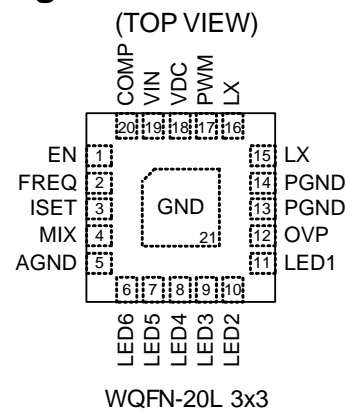 (TOP VIEW)
COMP
VIN
VDC
PWM
LX
20 19 18 17 16
EN 1
FREQ 2
ISET 3
MIX 4
AGND 5
GND
21
15 LX
14 PGND
13 PGND
12 OVP
11 LED1
6 7 8 9 10
LED6
LED5
LED4
LED3
LED2
WQFN-20L 3x3